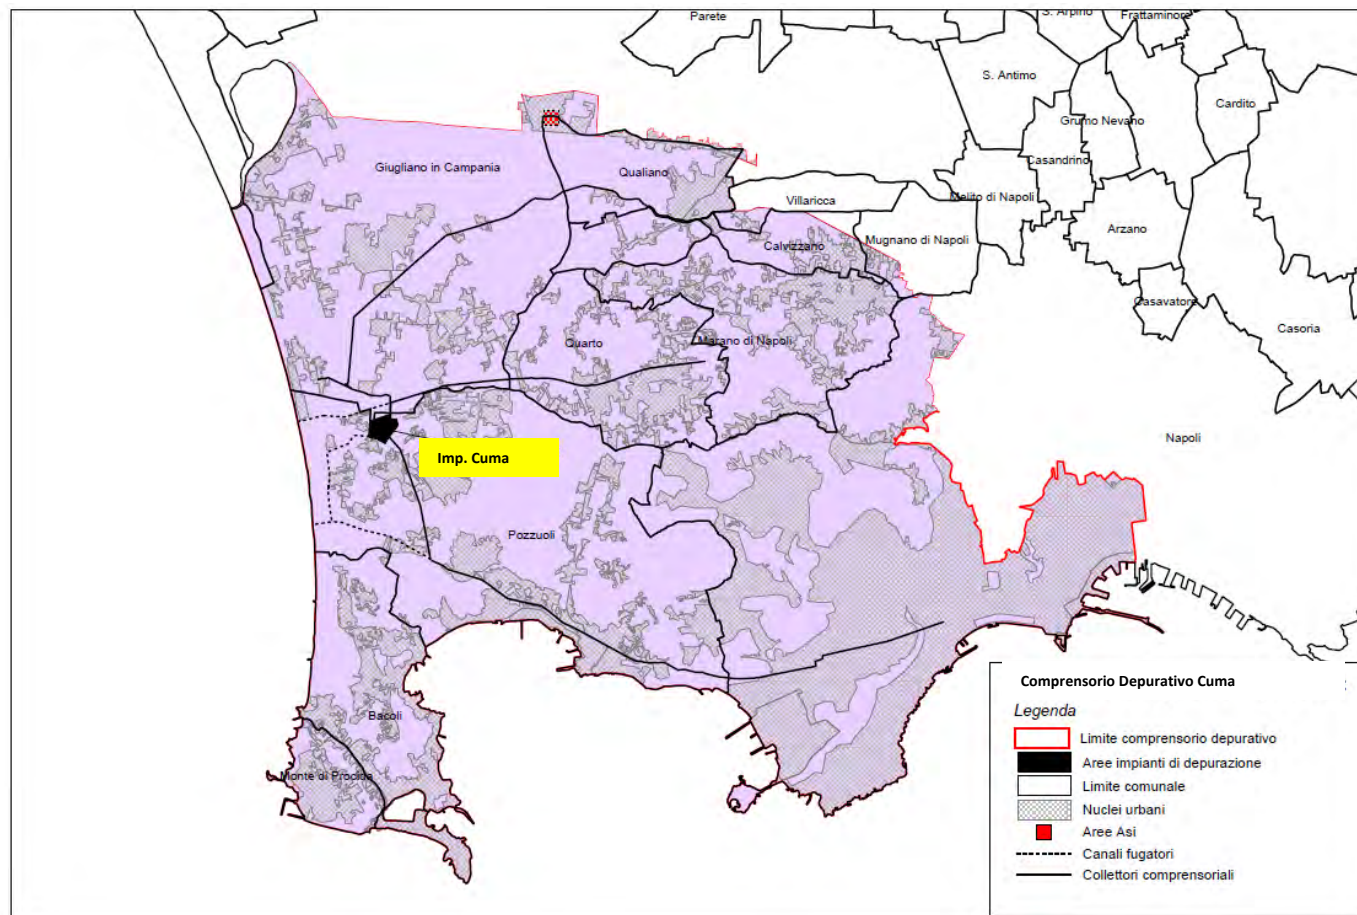 Parete
S. Arpino
Frattaminore
S. Antimo
Cardito
Grumo Nevano
Casandrino
Giugliano in Campania
Qualiano
Villaricca
Melito di Napoli
Mugnano di Napoli
Arzano
Calvizzano
Casavatore
Casoria
Quarto
Marano di Napoli
Napoli
Imp. Cuma
Pozzuoli
Bacoli
Monte di Procida
Comprensorio Depurativo Cuma
Legenda
Limite comprensorio depurativo
Aree impianti di depurazione
Limite comunale
Nuclei urbani
Aree Asi
Canali fugatori
Collettori comprensoriali